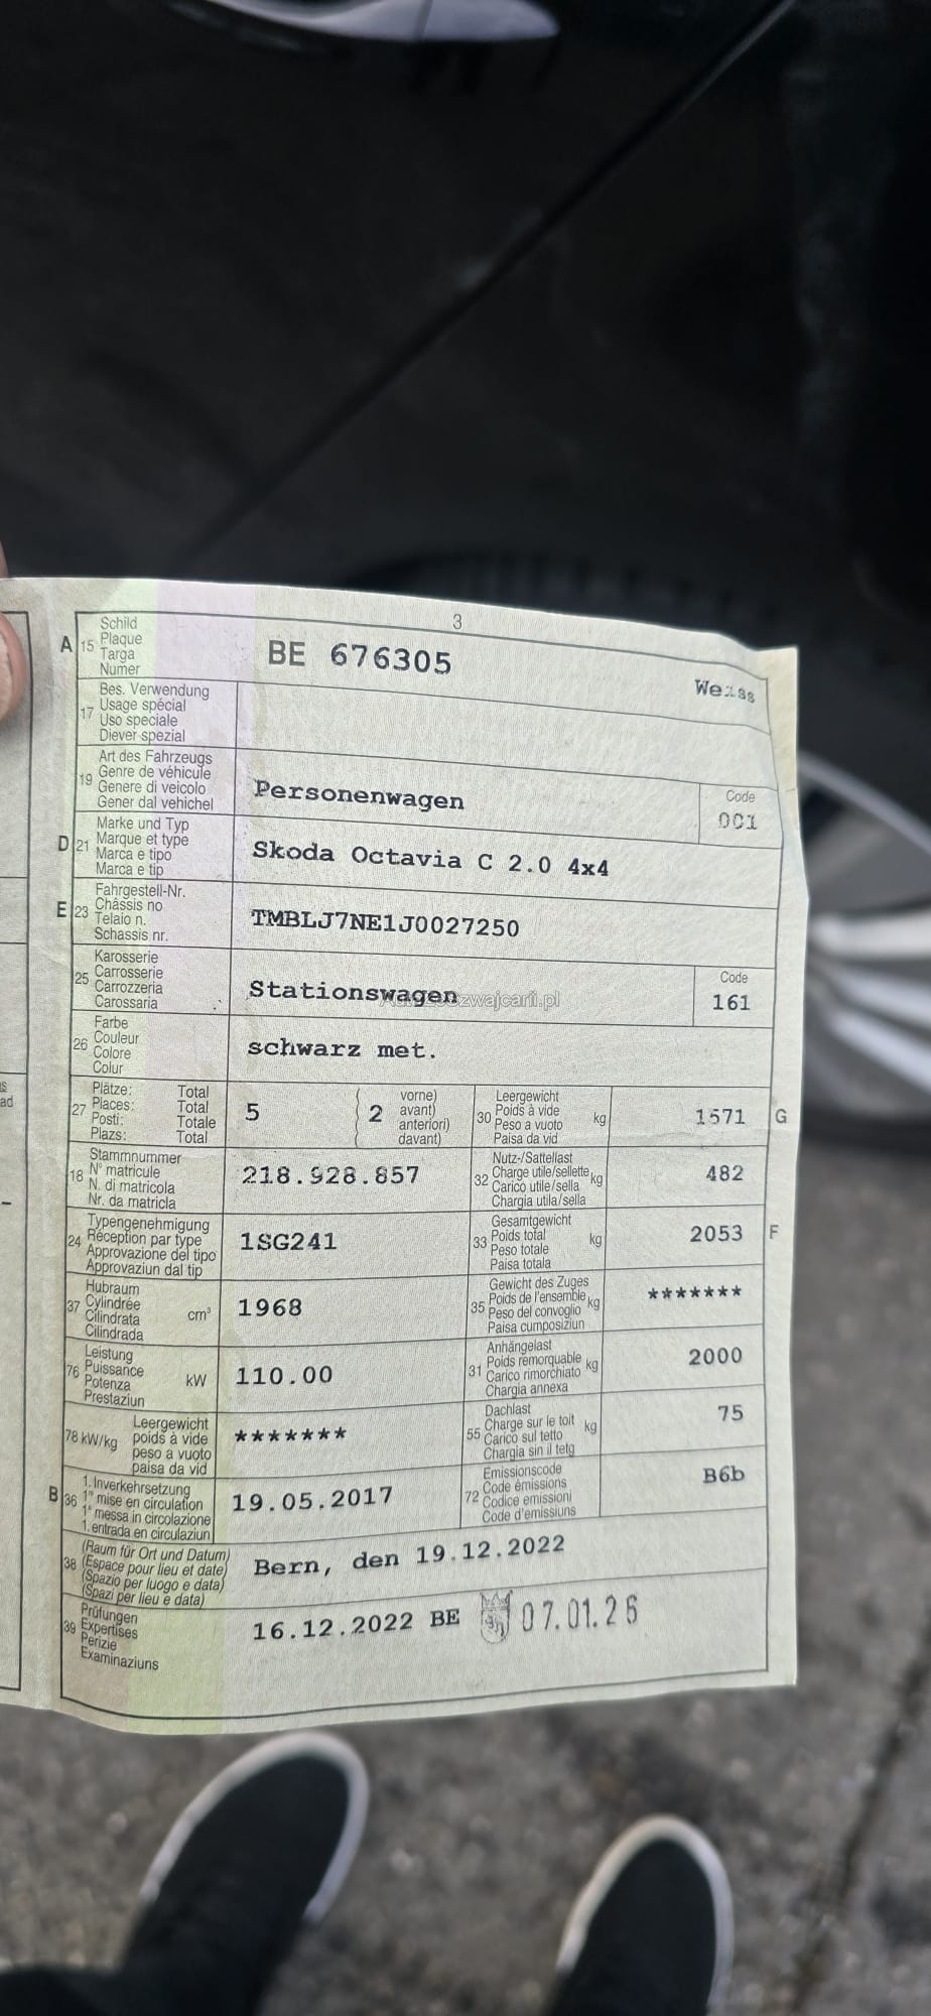 3
A 15 Schild
Plaque
Targa
Numer
BE 676305
Weiss
17 Bes. Verwendung
Usage spécial
Uso speciale
Diever spezial
19 Art des Fahrzeugs
Genre de véhicule
Genere di veicolo
Gener dal vehichel
Personenwagen
Code
001
D 21 Marke und Typ
Marque et type
Marca e tipo
Marca e tip
Skoda Octavia C 2.0 4x4
E 23 Fahrgestell-Nr.
Châssis no
Telaio n.
Schassis nr.
TMBLJ7NE1J0027250
25 Karosserie
Carrosserie
Carrozzeria
Carossaria
Stationswagen
Code
161
26 Farbe
Couleur
Colore
Colur
schwarz met.
27 Plätze: Total
Places: Total
Posti: Totale
Plazs: Total
5
2
vorne)
avant)
anteriori)
davant)
30 Leergewicht
Poids à vide
Peso a vuoto
Paisa da vid
kg
1571 G
18 Stammnummer
N° matricule
N. di matricola
Nr. da matricla
218.928.857
32 Nutz-/Sattellast
Charge utile/sellette
Carico utile/sella
Chargia utila/sella
kg
482
24 Typengenehmigung
Réception par type
Approvazione del tipo
Approvaziun dal tip
1SG241
33 Gesamtgewicht
Poids total
Peso totale
Paisa totala
kg
2053 F
37 Hubraum
Cylindrée
Cilindrata
Cilindrada
cm³
1968
35 Gewicht des Zuges
Poids de l'ensemble
Peso del convoglio
Paisa cumposiziun
kg
*******
76 Leistung
Puissance
Potenza
Prestaziun
kW
110.00
31 Anhängelast
Poids remorquable
Carico rimorchiato
Chargia annexa
kg
2000
78 kW/kg Leergewicht
poids à vide
peso a vuoto
paisa da vid
*******
55 Dachlast
Charge sur le toit
Carico sul tetto
Chargia sin il tetg
kg
75
B 36 1. Inverkehrsetzung
1re mise en circulation
1a messa in circolazione
1. entrada en circulaziun
19.05.2017
72 Emissionscode
Code émissions
Codice emissioni
Code d'emissiuns
B6b
38 (Raum für Ort und Datum)
(Espace pour lieu et date)
(Spazio per luogo e data)
(Spazi per lieu e data)
Bern, den 19.12.2022
39 Prüfungen
Expertises
Perizie
Examinaziuns
16.12.2022 BE
07.01.26